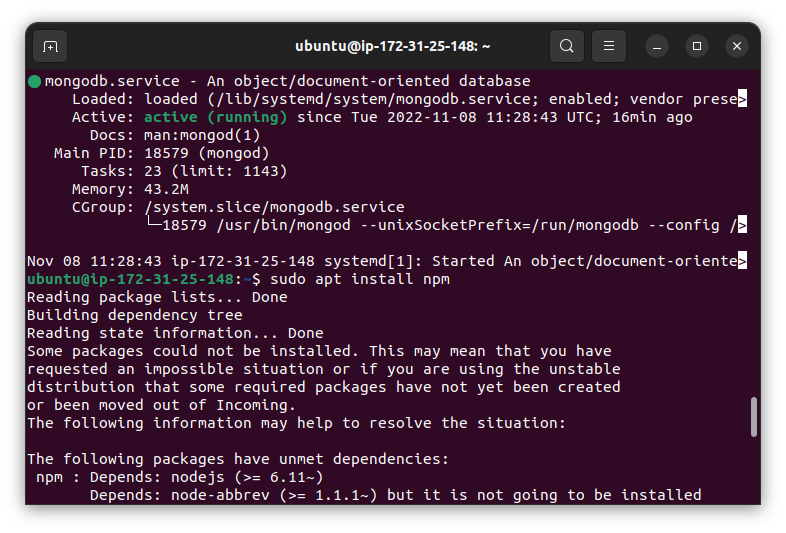 ubuntu@ip-172-31-25-148: ~
mongodb.service - An object/document-oriented database
Loaded: loaded (/lib/systemd/system/mongodb.service; enabled; vendor prese>
Active: active (running) since Tue 2022-11-08 11:28:43 UTC; 16min ago
Docs: man:mongod(1)
Main PID: 18579 (mongod)
Tasks: 23 (limit: 1143)
Memory: 43.2M
CGroup: /system.slice/mongodb.service
└─18579 /usr/bin/mongod --unixSocketPrefix=/run/mongodb --config />
Nov 08 11:28:43 ip-172-31-25-148 systemd[1]: Started An object/document-oriente>
ubuntu@ip-172-31-25-148:~$ sudo apt install npm
Reading package lists... Done
Building dependency tree
Reading state information... Done
Some packages could not be installed. This may mean that you have
requested an impossible situation or if you are using the unstable
distribution that some required packages have not yet been created
or been moved out of Incoming.
The following information may help to resolve the situation:
The following packages have unmet dependencies:
npm : Depends: nodejs (>= 6.11~)
Depends: node-abbrev (>= 1.1.1~) but it is not going to be installed